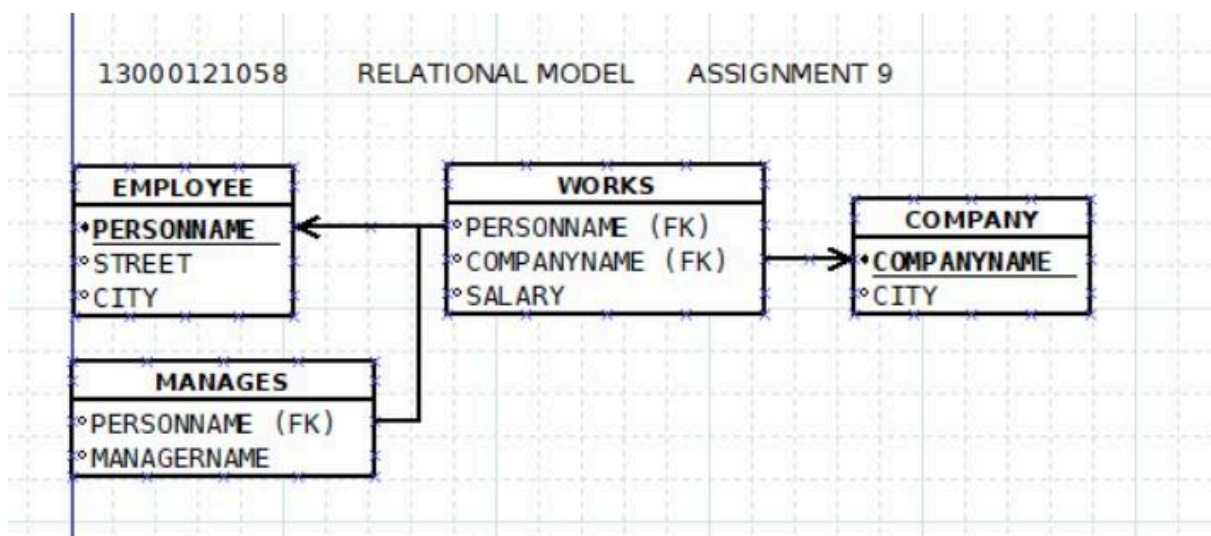 13000121058 RELATIONAL MODEL ASSIGNMENT 9
EMPLOYEE
PERSONNAME
STREET
CITY
WORKS
PERSONNAME (FK)
COMPANYNAME (FK)
SALARY
COMPANY
COMPANYNAME
CITY
MANAGES
PERSONNAME (FK)
MANAGERNAME